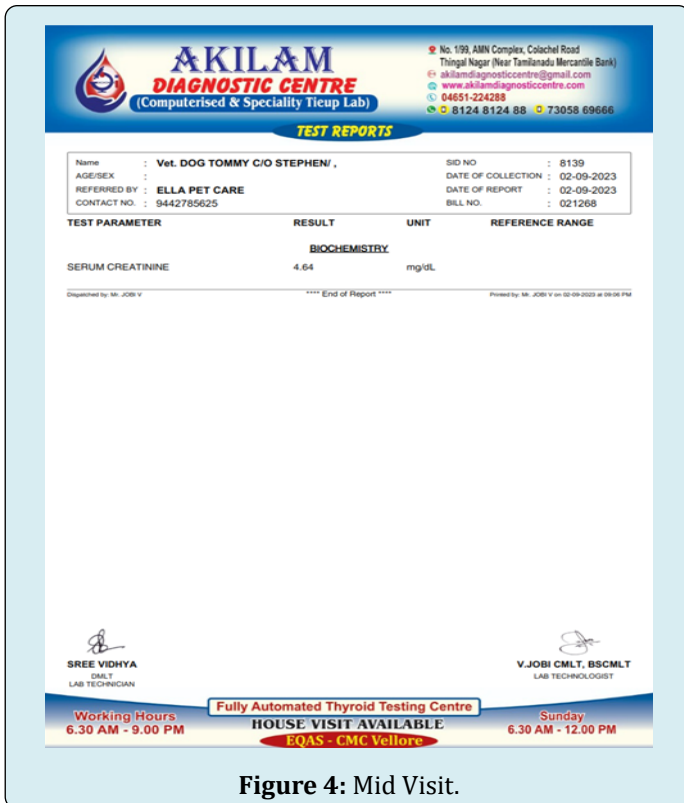 AKILAM
DIAGNOSTIC CENTRE
(Computerised & Speciality Tieup Lab)
No. 1/99, AMN Complex, Colachel Road
Thingal Nagar (Near Tamilanadu Mercantile Bank)
akilamdiagnosticcentre@gmail.com
www.akilamdiagnosticcentre.com
04651-224288
8124 8124 88 73058 69666
TEST REPORTS
Name : Vet. DOG TOMMY C/O STEPHEN/ , SID NO : 8139
AGE/SEX : DATE OF COLLECTION : 02-09-2023
REFERRED BY : ELLA PET CARE DATE OF REPORT : 02-09-2023
CONTACT NO. : 9442785625 BILL NO. : 021268
TEST PARAMETER RESULT UNIT REFERENCE RANGE
BIOCHEMISTRY
SERUM CREATININE 4.64 mg/dL
Dispatched by: Mr. JOBI V **** End of Report **** Printed by: Mr. JOBI V on 02-09-2023 at 09:06 PM
SREE VIDHYA V.JOBI CMLT, BSCMLT
DMLT LAB TECHNOLOGIST
LAB TECHNICIAN
Fully Automated Thyroid Testing Centre
Working Hours HOUSE VISIT AVAILABLE Sunday
6.30 AM - 9.00 PM EQAS - CMC Vellore 6.30 AM - 12.00 PM
Figure 4: Mid Visit.